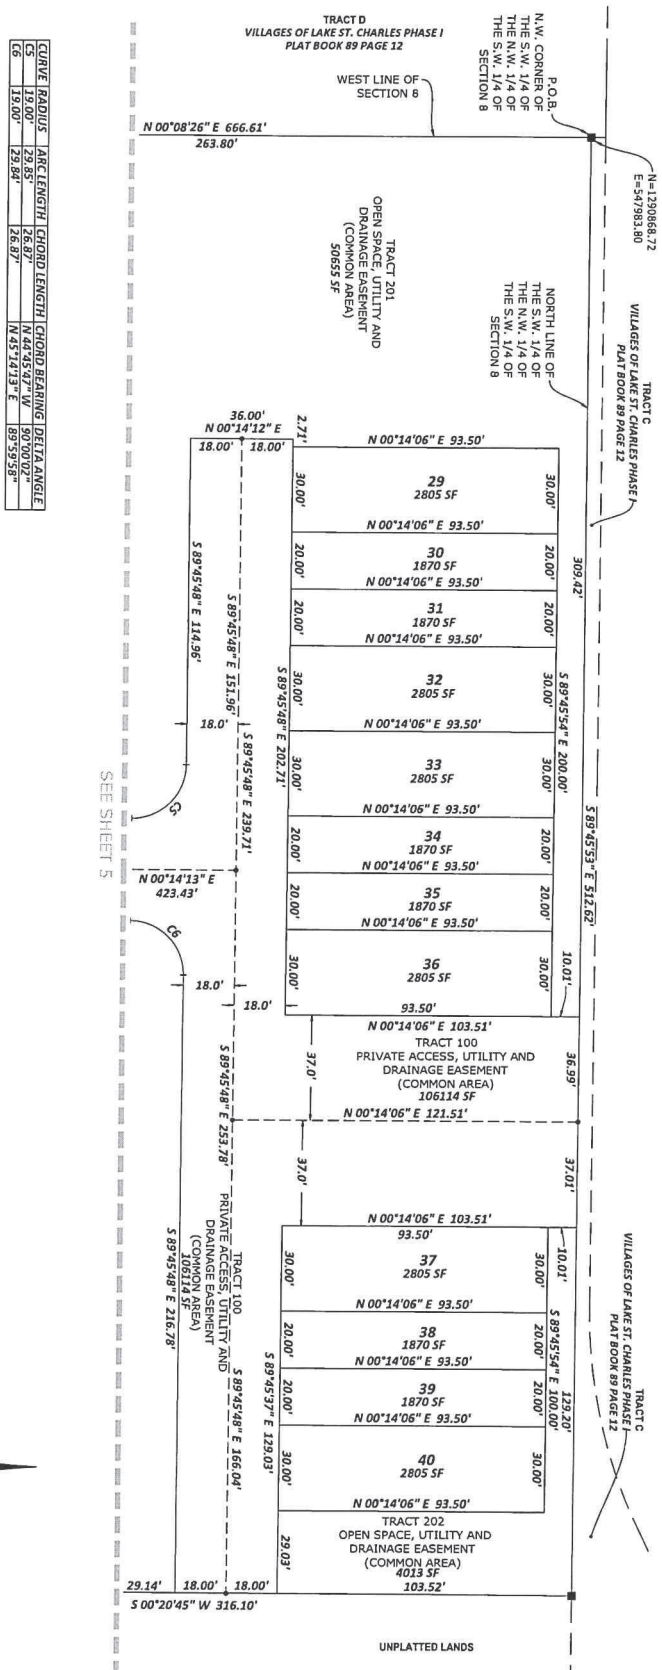 TRACT D
VILLAGES OF LAKE ST. CHARLES PHASE I
PLAT BOOK 89 PAGE 12
WEST LINE OF
SECTION 8
P.O.B.
N.W. CORNER OF
THE S.W. 1/4 OF
THE N.W. 1/4 OF
THE S.W. 1/4 OF
SECTION 8
N=1290868.72
E=547983.80
N 00°08'26" E 666.61'
263.80'
TRACT 201
OPEN SPACE, UTILITY AND
DRAINAGE EASEMENT
(COMMON AREA)
50655 SF
NORTH LINE OF
THE S.W. 1/4 OF
THE N.W. 1/4 OF
THE S.W. 1/4 OF
SECTION 8
TRACT C
VILLAGES OF LAKE ST. CHARLES PHASE I
PLAT BOOK 89 PAGE 12
309.42'
S 89°45'53" E 512.62'
S 89°45'54" E 200.00'
36.00'
N 00°14'12" E
18.00'
18.00'
2.71'
N 00°14'06" E 93.50'
30.00'
29
2805 SF
30.00'
N 00°14'06" E 93.50'
20.00'
30
1870 SF
20.00'
N 00°14'06" E 93.50'
20.00'
31
1870 SF
20.00'
N 00°14'06" E 93.50'
30.00'
32
2805 SF
30.00'
N 00°14'06" E 93.50'
30.00'
33
2805 SF
30.00'
N 00°14'06" E 93.50'
20.00'
34
1870 SF
20.00'
N 00°14'06" E 93.50'
20.00'
35
1870 SF
20.00'
N 00°14'06" E 93.50'
30.00'
36
2805 SF
30.00'
10.01'
93.50'
N 00°14'06" E 103.51'
S 89°45'48" E 202.71'
S 89°45'48" E 151.96'
S 89°45'48" E 239.71'
S 89°45'48" E 114.96'
18.0'
C5
N 00°14'13" E
423.43'
C6
18.0'
18.0'
SEE SHEET 5
TRACT 100
PRIVATE ACCESS, UTILITY AND
DRAINAGE EASEMENT
(COMMON AREA)
106114 SF
37.0'
36.99'
N 00°14'06" E 121.51'
37.0'
37.01'
S 89°45'48" E 253.78'
N 00°14'06" E 103.51'
93.50'
10.01'
30.00'
37
2805 SF
30.00'
N 00°14'06" E 93.50'
20.00'
38
1870 SF
20.00'
N 00°14'06" E 93.50'
20.00'
39
1870 SF
20.00'
N 00°14'06" E 93.50'
30.00'
40
2805 SF
30.00'
N 00°14'06" E 93.50'
S 89°45'54" E 100.00'
129.20'
TRACT C
VILLAGES OF LAKE ST. CHARLES PHASE I
PLAT BOOK 89 PAGE 12
TRACT 100
PRIVATE ACCESS, UTILITY AND
DRAINAGE EASEMENT
(COMMON AREA)
106114 SF
S 89°45'48" E 216.78'
S 89°45'48" E 166.04'
S 89°45'37" E 129.03'
29.03'
TRACT 202
OPEN SPACE, UTILITY AND
DRAINAGE EASEMENT
(COMMON AREA)
4013 SF
103.52'
29.14'
18.00'
18.00'
S 00°20'45" W 316.10'
UNPLATTED LANDS
CURVE RADIUS ARC LENGTH CHORD LENGTH CHORD BEARING DELTA ANGLE
C5 19.00' 29.85' 26.87' N 44°45'47" W 90°00'02"
C6 19.00' 29.84' 26.87' N 45°14'13" E 89°59'58"